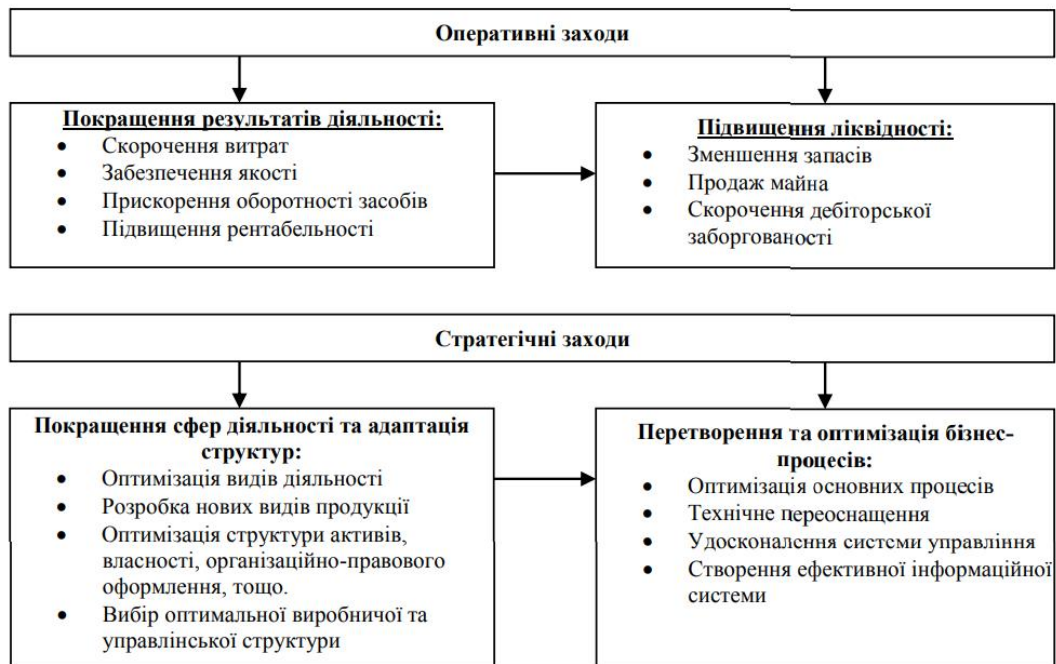 Оперативні заходи
Покращення результатів діяльності:
• Скорочення витрат
• Забезпечення якості
• Прискорення оборотності засобів
• Підвищення рентабельності
Підвищення ліквідності:
• Зменшення запасів
• Продаж майна
• Скорочення дебіторської
заборгованості
Стратегічні заходи
Покращення сфер діяльності та адаптація
структур:
• Оптимізація видів діяльності
• Розробка нових видів продукції
• Оптимізація структури активів,
власності, організаційно-правового
оформлення, тощо.
• Вибір оптимальної виробничої та
управлінської структури
Перетворення та оптимізація бізнес-
процесів:
• Оптимізація основних процесів
• Технічне переоснащення
• Удосконалення системи управління
• Створення ефективної інформаційної
системи